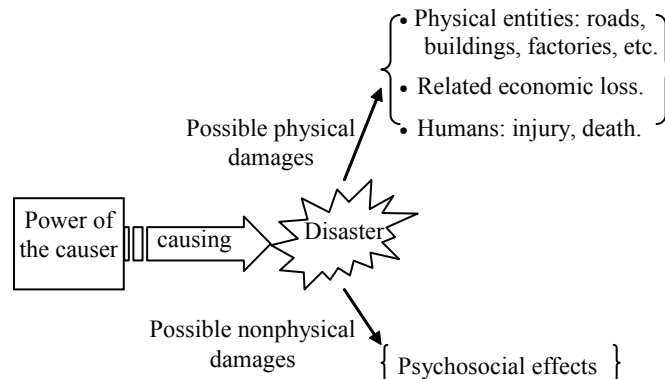 • Physical entities: roads,
buildings, factories, etc.
• Related economic loss.
• Humans: injury, death.
Possible physical
damages
Power of
the causer
causing
Disaster
Possible nonphysical
damages
{ Psychosocial effects }